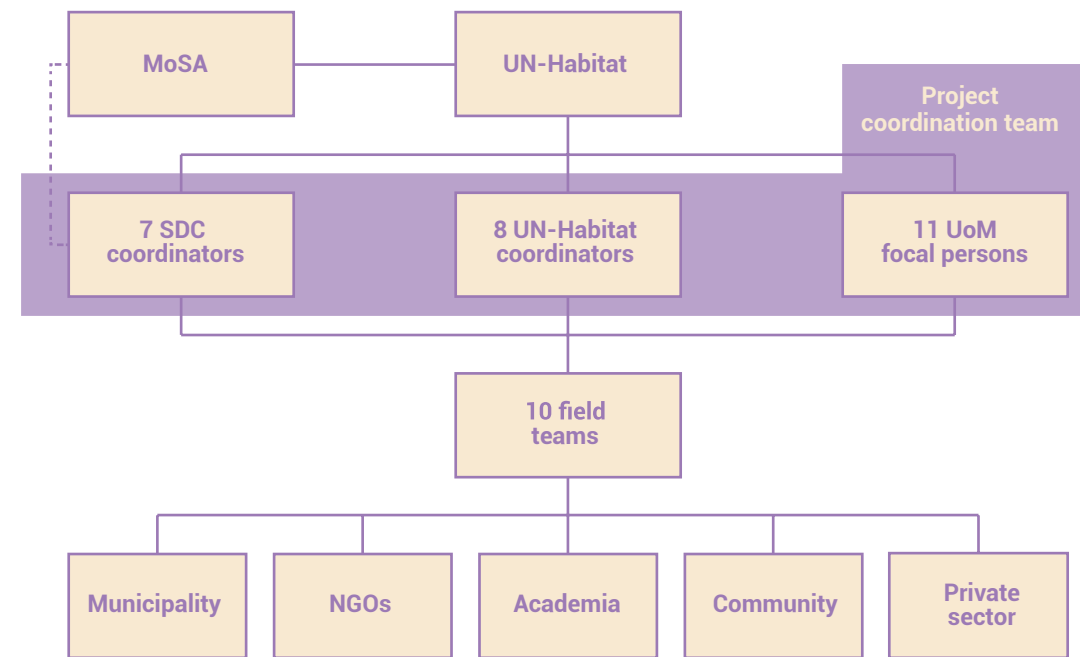 MoSA
UN-Habitat
Project
coordination team
7 SDC
coordinators
8 UN-Habitat
coordinators
11 UoM
focal persons
10 field
teams
Municipality
NGOs
Academia
Community
Private
sector